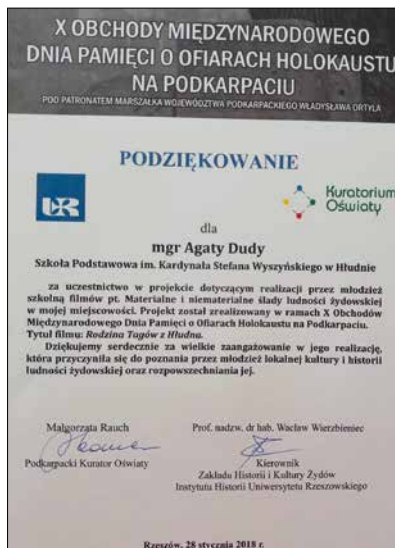 X OBCHODY MIĘDZYNARODOWEGO
DNIA PAMIĘCI O OFIARACH HOLOKAUSTU
NA PODKARPACIU
POD PATRONATEM MARSZAŁKA WOJEWÓDZTWA PODKARPACKIEGO WŁADYSŁAWA ORTYLA
PODZIĘKOWANIE
UR
Kuratorium
Oświaty
dla
mgr Agaty Dudy
Szkoła Podstawowa im. Kardynała Stefana Wyszyńskiego w Hłudnie
za uczestnictwo w projekcie dotyczącym realizacji przez młodzież
szkolną filmów pt. Materialne i niematerialne ślady ludności żydowskiej
w mojej miejscowości. Projekt został zrealizowany w ramach X Obchodów
Międzynarodowego Dnia Pamięci o Ofiarach Holokaustu na Podkarpaciu.
Tytuł filmu: Rodzina Tagów z Hłudna.
Dziękujemy serdecznie za wielkie zaangażowanie w jego realizację,
która przyczyniła się do poznania przez młodzież lokalnej kultury i historii
ludności żydowskiej oraz rozpowszechniania jej.
Małgorzata Rauch
Podkarpacki Kurator Oświaty
Prof. nadzw. dr hab. Wacław Wierzbieniec
Kierownik
Zakładu Historii i Kultury Żydów
Instytutu Historii Uniwersytetu Rzeszowskiego
Rzeszów, 28 stycznia 2018 r.